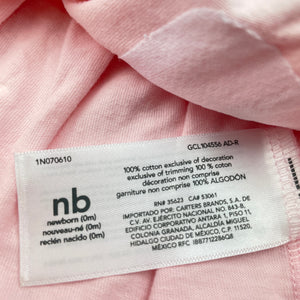 1N070610
GCL104556 AD-R
nb
newborn (0m)
nouveau-né (0m)
recién nacido (0m)
100% cotton exclusive of decoration
exclusive of trimming 100 % coton
décoration non comprise
garniture non comprise 100% ALGODÓN
RN# 35623 CA# 53061
IMPORTADO POR: CARTERS BRANDS, S.A. DE
C.V. AV. EJÉRCITO NACIONAL NO. 843-B,
EDIFICIO CORPORATIVO ANTARA 1, PISO 11,
COLONIA GRANADA, ALCALDÍA MIGUEL
HIDALGO CIUDAD DE MÉXICO, C.P. 11520,
MÉXICO RFC